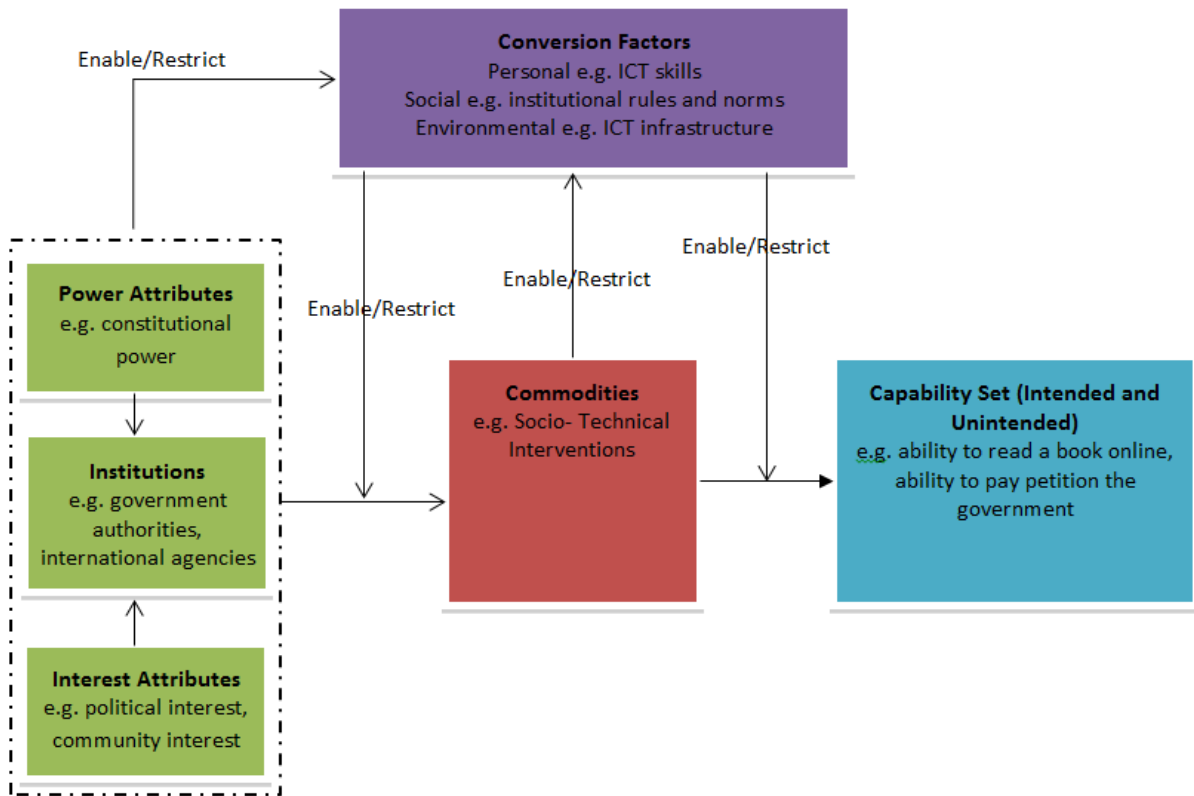 Conversion Factors
Personal e.g. ICT skills
Social e.g. institutional rules and norms
Environmental e.g. ICT infrastructure
Enable/Restrict
Enable/Restrict
Enable/Restrict
Enable/Restrict
Power Attributes
e.g. constitutional
power
Institutions
e.g. government
authorities,
international agencies
Interest Attributes
e.g. political interest,
community interest
Commodities
e.g. Socio- Technical
Interventions
Capability Set (Intended and
Unintended)
e.g. ability to read a book online,
ability to pay petition the
government